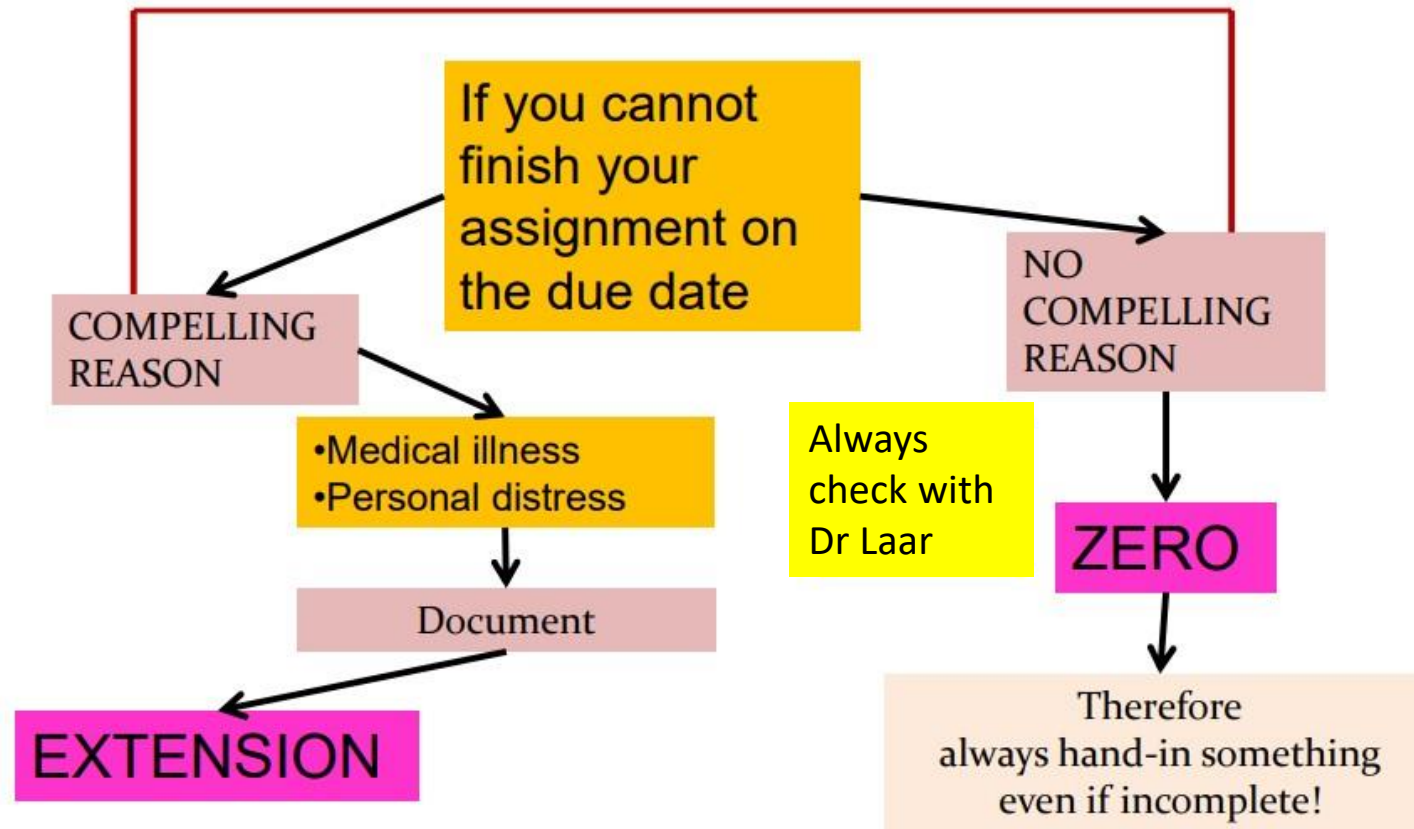 If you cannot
finish your
assignment on
the due date
COMPELLING
REASON
NO
COMPELLING
REASON
•Medical illness
•Personal distress
Always
check with
Dr Laar
ZERO
Document
EXTENSION
Therefore
always hand-in something
even if incomplete!